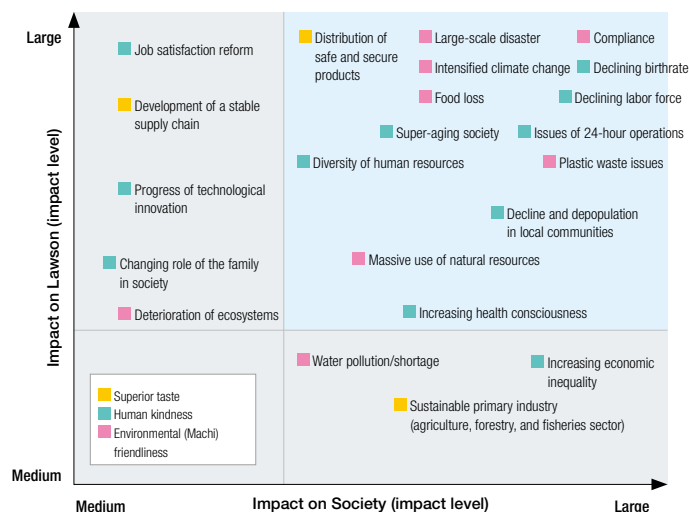 Large
Job satisfaction reform
Development of a stable
supply chain
Progress of technological
innovation
Changing role of the family
in society
Deterioration of ecosystems
Distribution of
safe and secure
products
Large-scale disaster
Compliance
Intensified climate change
Declining birthrate
Food loss
Declining labor force
Super-aging society
Issues of 24-hour operations
Diversity of human resources
Plastic waste issues
Decline and depopulation
in local communities
Massive use of natural resources
Increasing health consciousness
Water pollution/shortage
Increasing economic
inequality
Sustainable primary industry
(agriculture, forestry, and fisheries sector)
Superior taste
Human kindness
Environmental (Machi)
friendliness
Impact on Lawson (impact level)
Medium
Medium
Impact on Society (impact level)
Large